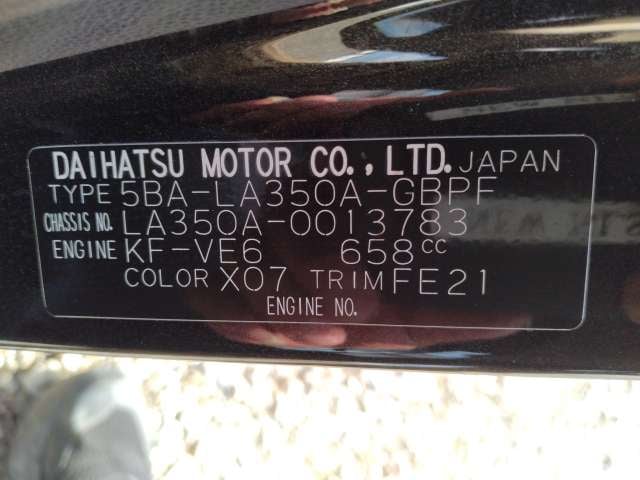 DAIHATSU MOTOR CO., LTD. JAPAN
TYPE 5BA-LA350A-GBPF
CHASSIS NO. LA350A-0013783
ENGINE KF-VE6 658cc
COLOR X07 TRIM FE21
ENGINE NO.